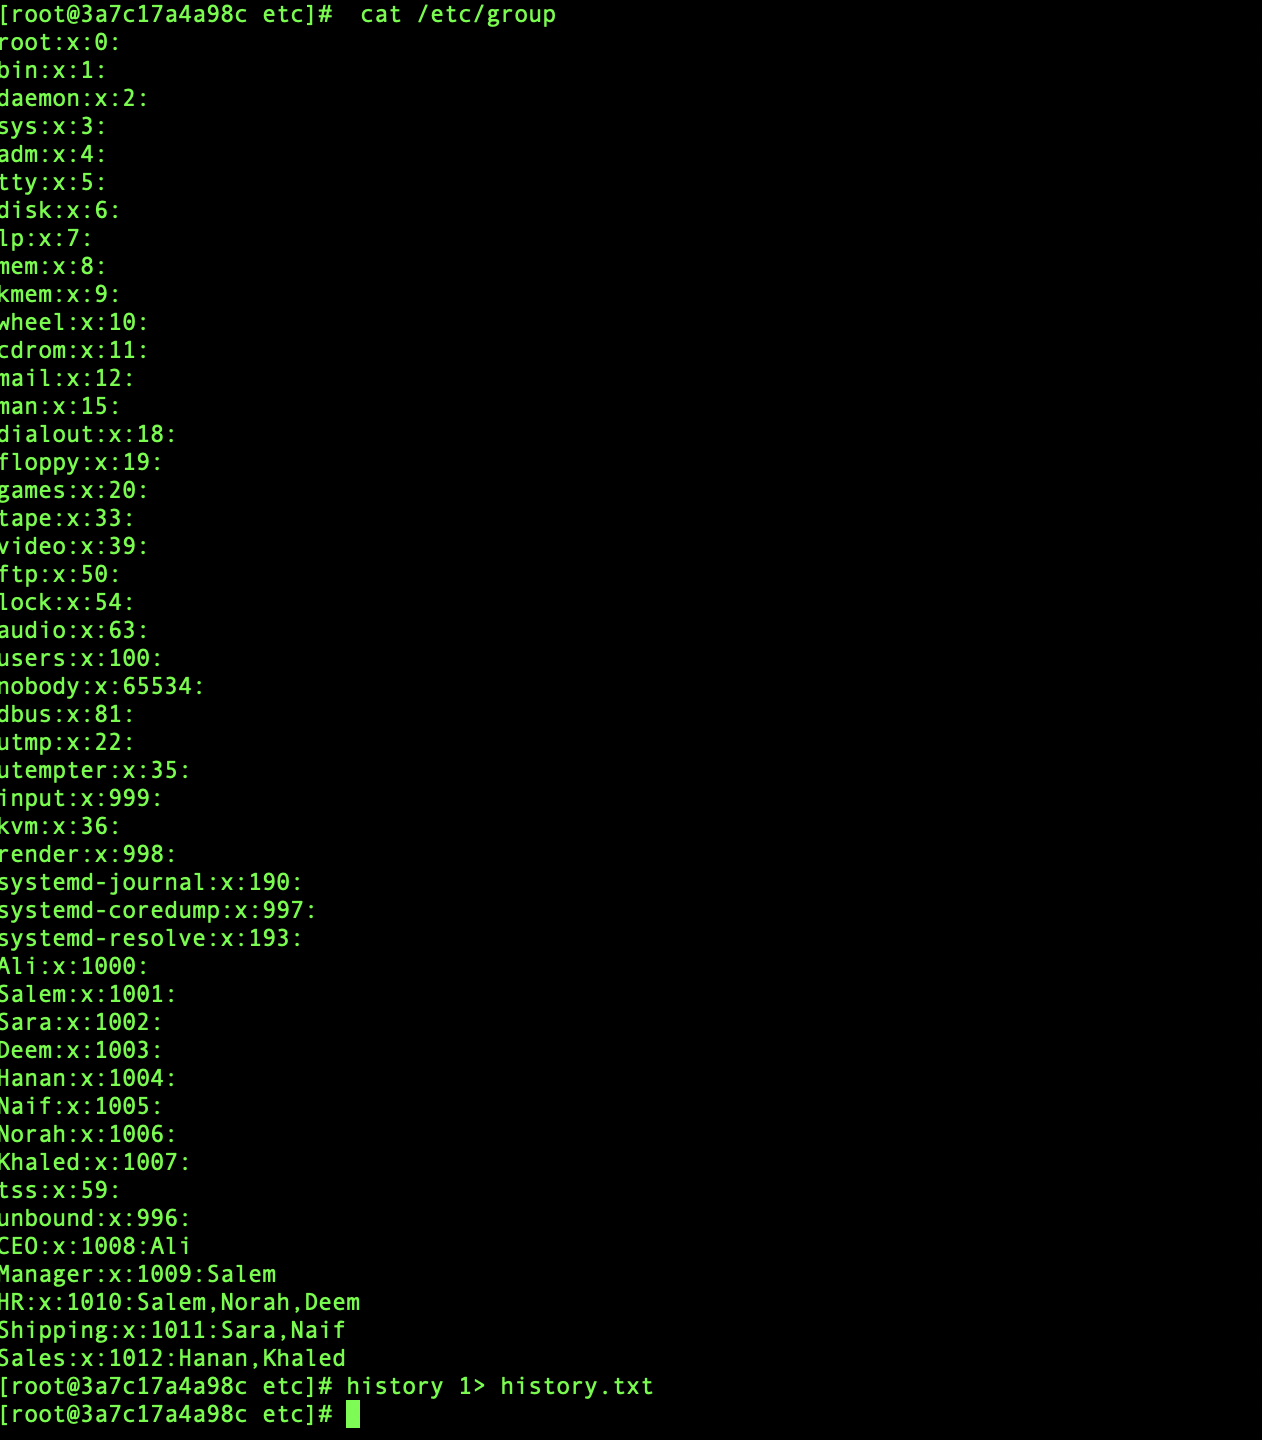 [root@3a7c17a4a98c etc]#  cat /etc/group
root:x:0:
bin:x:1:
daemon:x:2:
sys:x:3:
adm:x:4:
tty:x:5:
disk:x:6:
lp:x:7:
mem:x:8:
kmem:x:9:
wheel:x:10:
cdrom:x:11:
mail:x:12:
man:x:15:
dialout:x:18:
floppy:x:19:
games:x:20:
tape:x:33:
video:x:39:
ftp:x:50:
lock:x:54:
audio:x:63:
users:x:100:
nobody:x:65534:
dbus:x:81:
utmp:x:22:
utempter:x:35:
input:x:999:
kvm:x:36:
render:x:998:
systemd-journal:x:190:
systemd-coredump:x:997:
systemd-resolve:x:193:
Ali:x:1000:
Salem:x:1001:
Sara:x:1002:
Deem:x:1003:
Hanan:x:1004:
Naif:x:1005:
Norah:x:1006:
Khaled:x:1007:
tss:x:59:
unbound:x:996:
CEO:x:1008:Ali
Manager:x:1009:Salem
HR:x:1010:Salem,Norah,Deem
Shipping:x:1011:Sara,Naif
Sales:x:1012:Hanan,Khaled
[root@3a7c17a4a98c etc]# history 1> history.txt
[root@3a7c17a4a98c etc]#